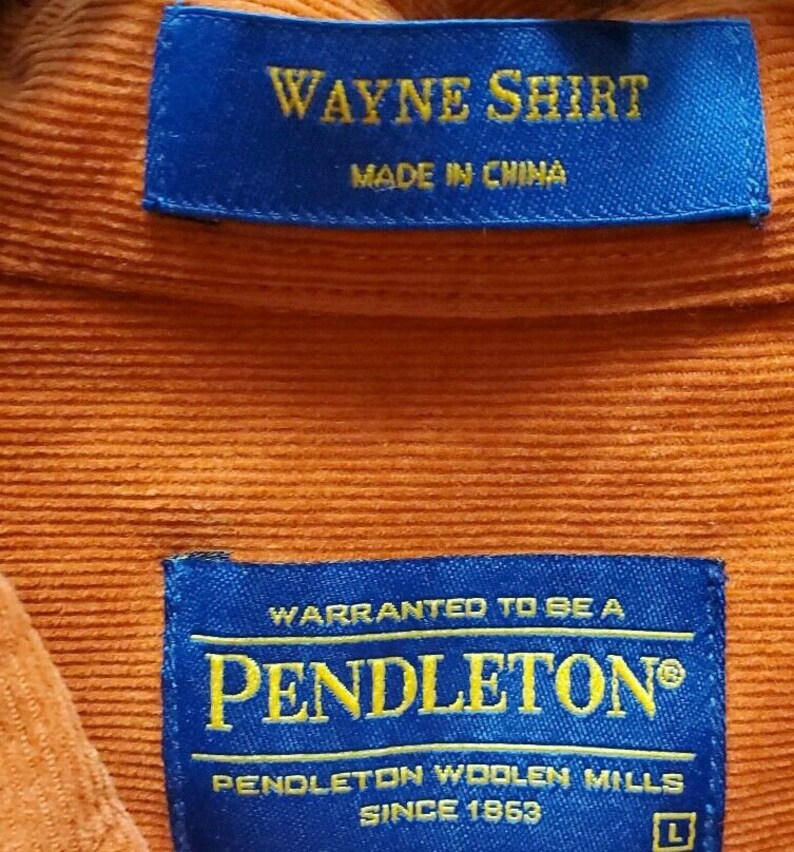 WAYNE SHIRT
MADE IN CHINA
WARRANTED TO BE A
PENDLETON®
PENDLETON WOOLEN MILLS
SINCE 1863
L